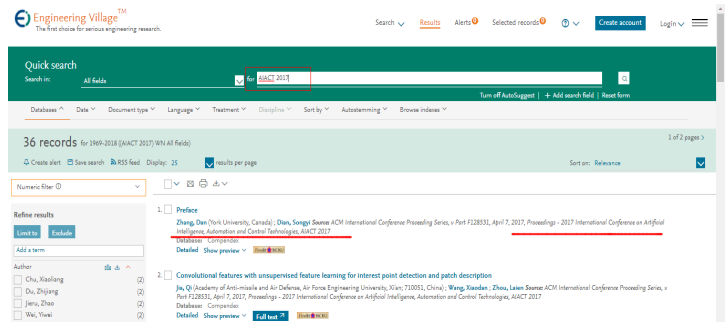 Engineering Village™
The first choice for serious engineering research.
Search Results Alerts 0 Selected records 0 Create account Login
Quick search
Search in: All fields for AIACT 2017
Turn off AutoSuggest | + Add search field | Reset form
Databases Date Document type Language Treatment Discipline Sort by Autostemming Browse indexes
36 records for 1969-2018 ((AIACT 2017) WN All fields) 1 of 2 pages >
Create alert Save search RSS feed Display: 25 results per page Sort on: Relevance
Numeric filter
Refine results
Limit to Exclude
Add a term
Author
Chu, Xiaoliang (2)
Du, Zhijiang (2)
Jieru, Zhao (2)
Wei, Yiwei (2)
1. Preface
Zhang, Dan (York University, Canada) ; Dian, Songyi Source: ACM International Conference Proceeding Series, v Part F128531, April 7, 2017, Proceedings - 2017 International Conference on Artificial
Intelligence, Automation and Control Technologies, AIACT 2017
Database: Compendex
Detailed Show preview
2. Convolutional features with unsupervised feature learning for interest point detection and patch description
Jia, Qi (Academy of Anti-missile and Air Defense, Air Force Engineering University, Xian; 710051, China) ; Wang, Xiaodan ; Zhou, Laien Source: ACM International Conference Proceeding Series, v
Part F128531, April 7, 2017, Proceedings - 2017 International Conference on Artificial Intelligence, Automation and Control Technologies, AIACT 2017
Database: Compendex
Detailed Show preview Full text